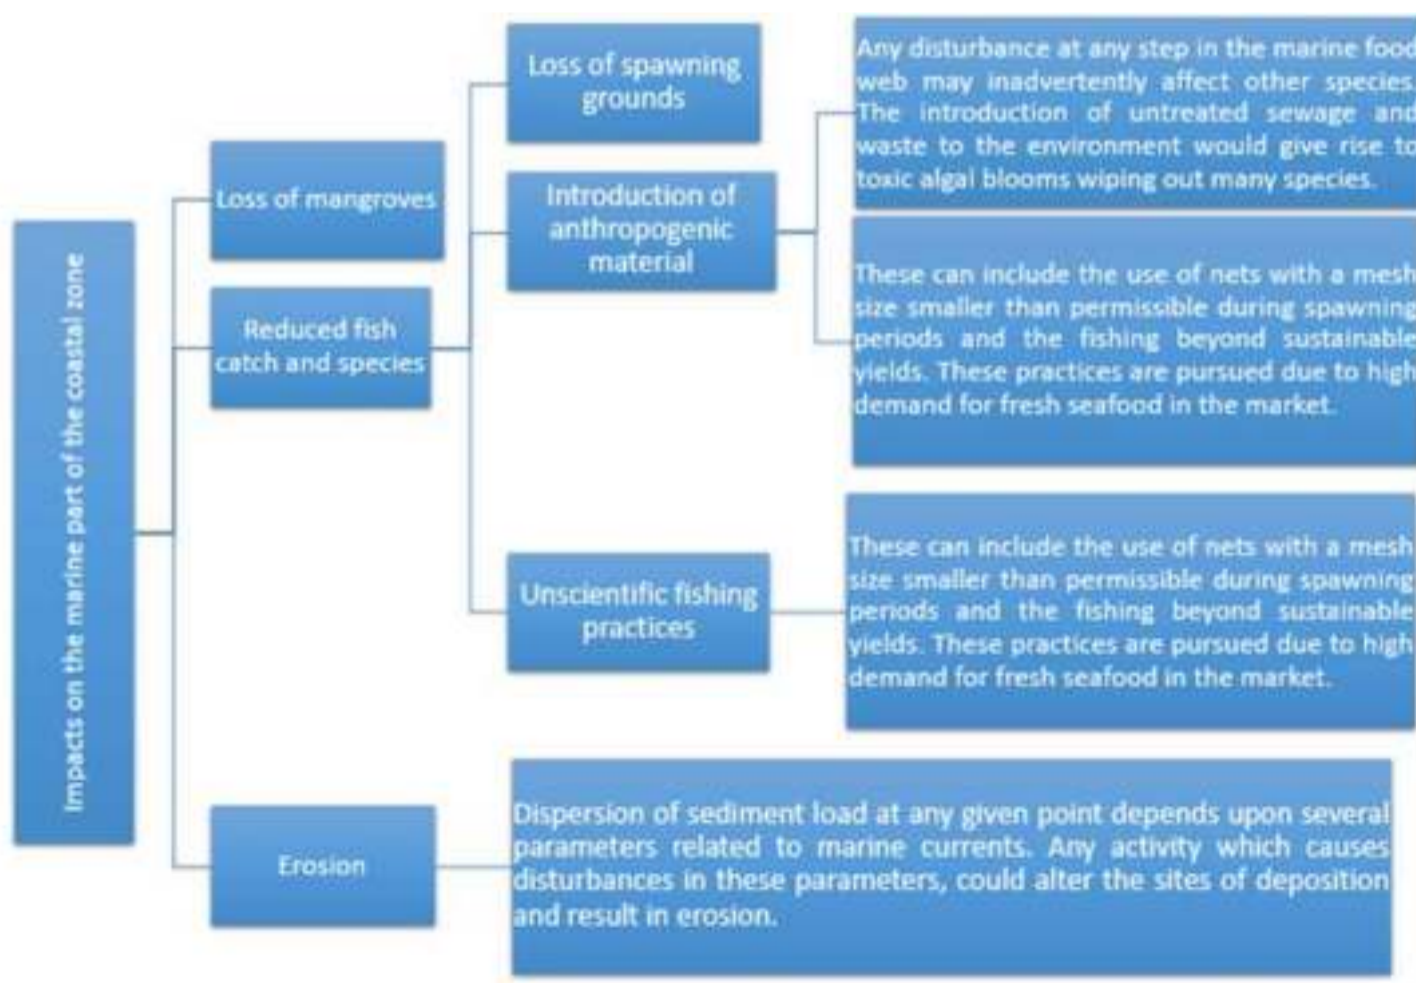 Impacts on the marine part of the coastal zone
Loss of mangroves
Reduced fish
catch and species
Loss of spawning
grounds
Introduction of
anthropogenic
material
Any disturbance at any step in the marine food
web may inadvertently affect other species.
The introduction of untreated sewage and
waste to the environment would give rise to
toxic algal blooms wiping out many species.
These can include the use of nets with a mesh
size smaller than permissible during spawning
periods and the fishing beyond sustainable
yields. These practices are pursued due to high
demand for fresh seafood in the market.
Unscientific fishing
practices
These can include the use of nets with a mesh
size smaller than permissible during spawning
periods and the fishing beyond sustainable
yields. These practices are pursued due to high
demand for fresh seafood in the market.
Erosion
Dispersion of sediment load at any given point depends upon several
parameters related to marine currents. Any activity which causes
disturbances in these parameters, could alter the sites of deposition
and result in erosion.